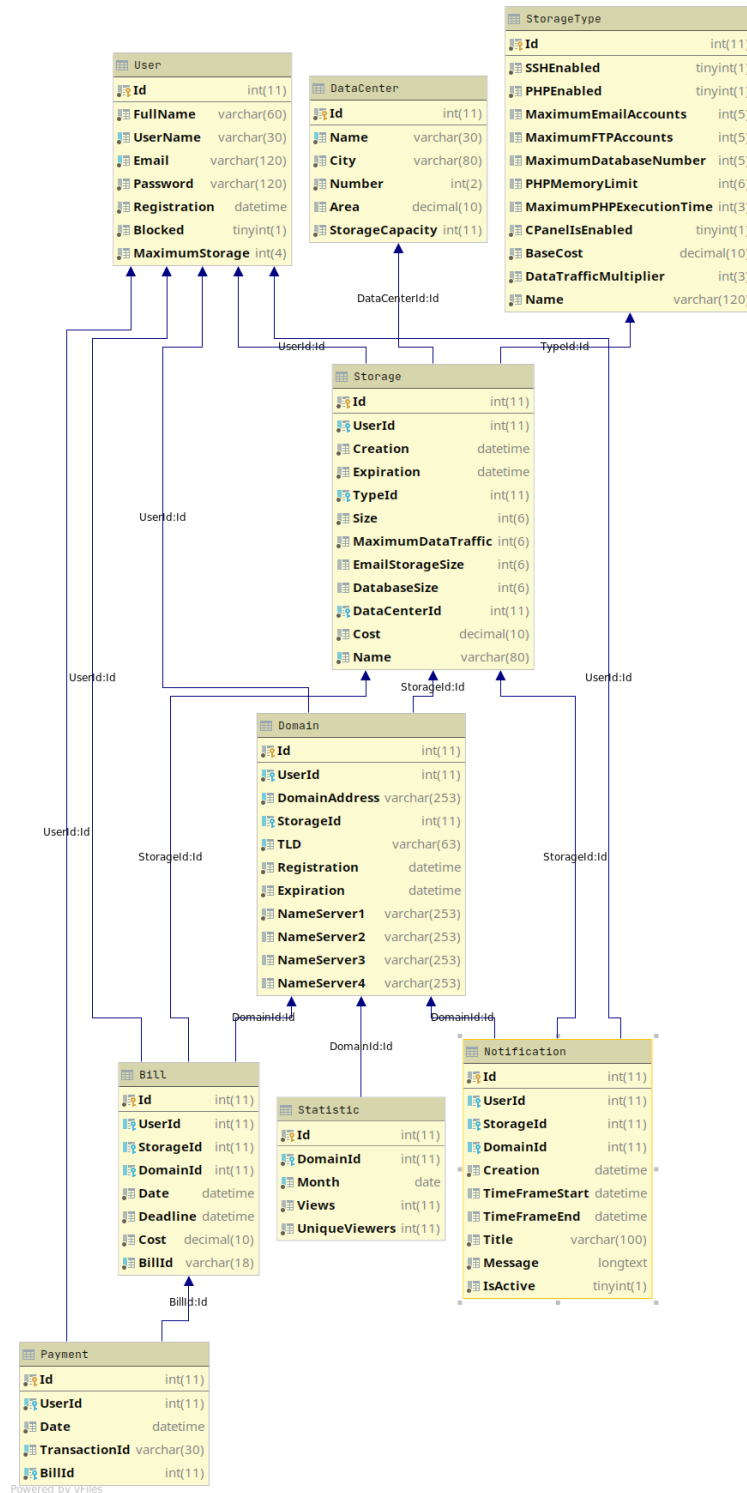 StorageType
Id int(11)
SSHEnabled tinyint(1)
PHPEnabled tinyint(1)
MaximumEmailAccounts int(5)
MaximumFTPAccounts int(5)
MaximumDatabaseNumber int(5)
PHPMemoryLimit int(6)
MaximumPHPExecutionTime int(3)
CPanelIsEnabled tinyint(1)
BaseCost decimal(10)
DataTrafficMultiplier int(3)
Name varchar(120)
User
Id int(11)
FullName varchar(60)
UserName varchar(30)
Email varchar(120)
Password varchar(120)
Registration datetime
Blocked tinyint(1)
MaximumStorage int(4)
DataCenter
Id int(11)
Name varchar(30)
City varchar(80)
Number int(2)
Area decimal(10)
StorageCapacity int(11)
DataCenterId:Id
UserId:Id
TypeId:Id
Storage
Id int(11)
UserId int(11)
Creation datetime
Expiration datetime
TypeId int(11)
Size int(6)
MaximumDataTraffic int(6)
EmailStorageSize int(6)
DatabaseSize int(6)
DataCenterId int(11)
Cost decimal(10)
Name varchar(80)
UserId:Id
UserId:Id
StorageId:Id
UserId:Id
Domain
Id int(11)
UserId int(11)
DomainAddress varchar(253)
StorageId int(11)
TLD varchar(63)
Registration datetime
Expiration datetime
NameServer1 varchar(253)
NameServer2 varchar(253)
NameServer3 varchar(253)
NameServer4 varchar(253)
UserId:Id
StorageId:Id
StorageId:Id
DomainId:Id
DomainId:Id
DomainId:Id
Bill
Id int(11)
UserId int(11)
StorageId int(11)
DomainId int(11)
Date datetime
Deadline datetime
Cost decimal(10)
BillId varchar(18)
Statistic
Id int(11)
DomainId int(11)
Month date
Views int(11)
UniqueViewers int(11)
Notification
Id int(11)
UserId int(11)
StorageId int(11)
DomainId int(11)
Creation datetime
TimeFrameStart datetime
TimeFrameEnd datetime
Title varchar(100)
Message longtext
IsActive tinyint(1)
BillId:Id
Payment
Id int(11)
UserId int(11)
Date datetime
TransactionId varchar(30)
BillId int(11)
Powered by yFiles